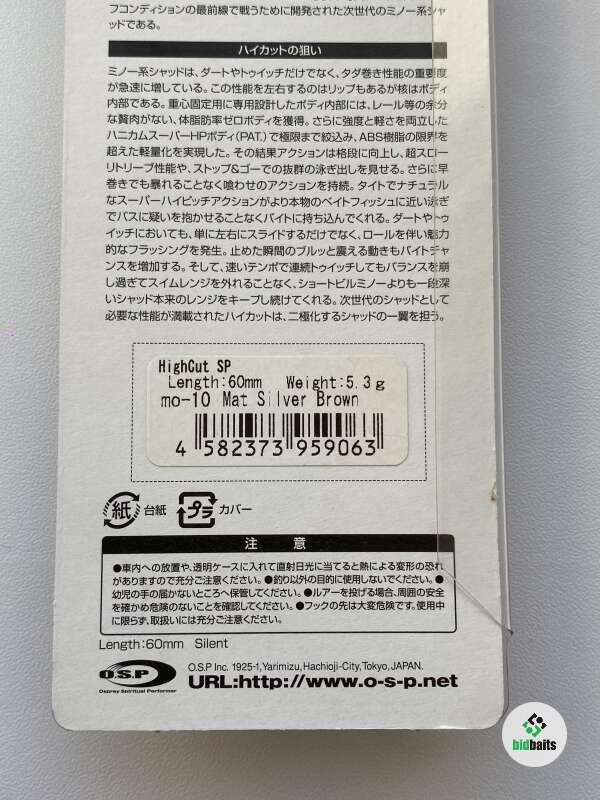 フコンディションの最前線で戦うために開発された次世代のミノー系シャ
ッドである。
ハイカットの狙い
ミノー系シャッドは、ダートやトゥイッチだけでなく、タダ巻き性能の重要度
が急速に増している。この性能を左右するのはリップもあるが核はボディ
内部である。重心固定用に専用設計したボディ内部には、レール等の余分
な贅肉がない、体脂肪率ゼロボディを獲得。さらに強度と軽さを両立した
ハニカムスーパーHPボディ(PAT.)で極限まで絞込み、ABS樹脂の限界を
超えた軽量化を実現した。その結果アクションは格段に向上し、超スロー
リトリーブ性能や、ストップ&ゴーでの抜群の泳ぎ出しを見せる。さらに早
巻きでも暴れることなく喰わせのアクションを持続。タイトでナチュラル
なスーパーハイピッチアクションがより本物のベイトフィッシュに近い泳ぎ
でバスに疑いを抱かせることなくバイトに持ち込んでくれる。ダートやトゥ
イッチにおいても、単に左右にスライドするだけでなく、ロールを伴い魅力
的なフラッシングを発生。止めた瞬間のブルッと震える動きもバイトチャ
ンスを増加する。そして、速いテンポで連続トゥイッチしてもバランスを崩
し過ぎてスイムレンジを外れることなく、ショートビルミノーよりも一段深
いシャッド本来のレンジをキープし続けてくれる。次世代のシャッドとして
必要な性能が満載されたハイカットは、二極化するシャッドの一翼を担う。
HighCut SP
Length:60mm Weight:5.3g
mo-10 Mat Silver Brown
4 582373 959063
紙 台紙 プラ カバー
注 意
●車内への放置や、透明ケースに入れて直射日光に当てると熱による変形の恐れ
がありますので充分ご注意ください。●釣り以外の目的に使用しないでください。●
幼児の手の届かないところへ保管してください。●ルアーを投げる場合、周囲の安全
を確かめ危険のないことを確認してください。●フックの先は大変危険です。使用中
に限らず、取扱いには充分ご注意ください。
Length:60mm Silent
O.S.P
Osprey Spiritual Performer
O.S.P Inc. 1925-1,Yarimizu,Hachioji-City,Tokyo,JAPAN.
URL:http://www.o-s-p.net
bidbaits